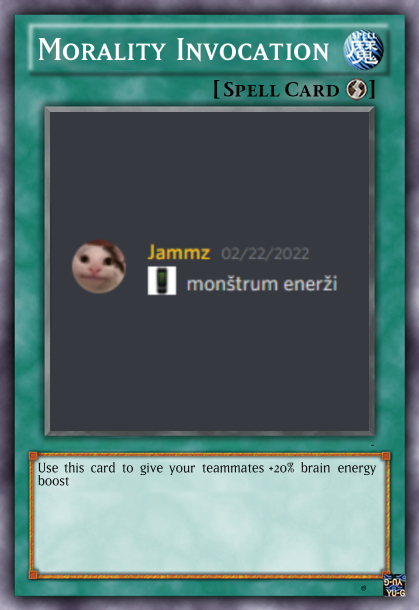 MORALITY INVOCATION
魔
[SPELL CARD]
Jammz 02/22/2022
monštrum enerži
Use this card to give your teammates +20% brain energy
boost